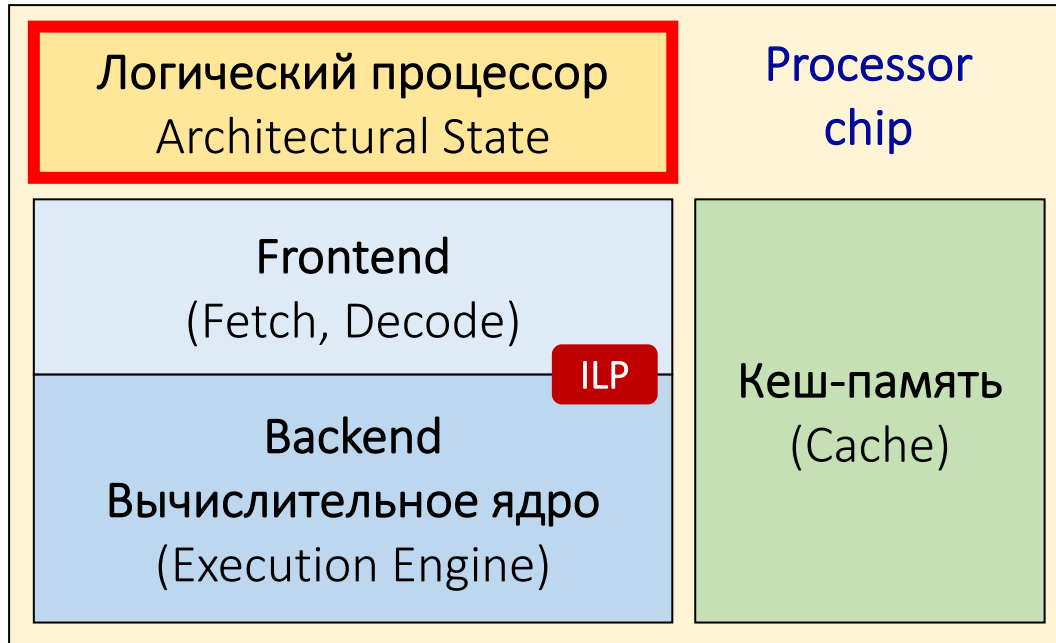 Логический процессор
Architectural State
Processor
chip
Frontend
(Fetch, Decode)
ILP
Backend
Вычислительное ядро
(Execution Engine)
Кеш-память
(Cache)